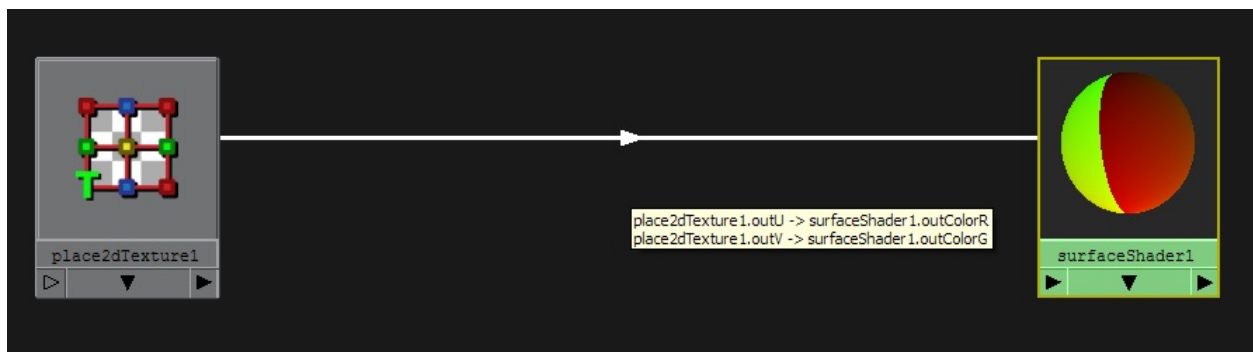 place2dTexture1.outU -> surfaceShader1.outColorR
place2dTexture1.outV -> surfaceShader1.outColorG
place2dTexture1
surfaceShader1